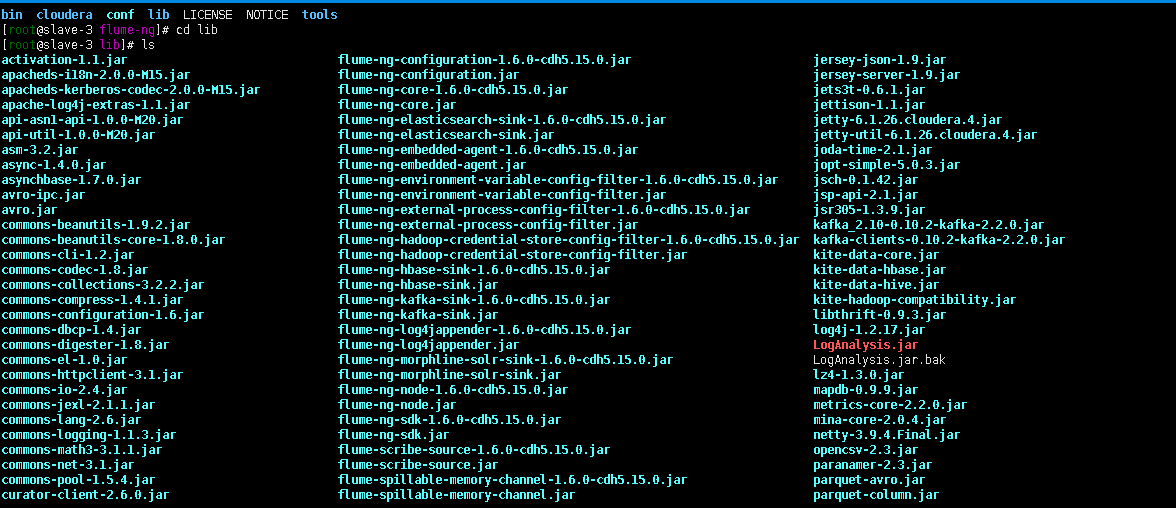 bin  cloudera  conf  lib  LICENSE  NOTICE  tools
[root@slave-3 flume-ng]# cd lib
[root@slave-3 lib]# ls
activation-1.1.jar  flume-ng-configuration-1.6.0-cdh5.15.0.jar  jersey-json-1.9.jar
apacheds-i18n-2.0.0-M15.jar  flume-ng-configuration.jar  jersey-server-1.9.jar
apacheds-kerberos-codec-2.0.0-M15.jar  flume-ng-core-1.6.0-cdh5.15.0.jar  jets3t-0.6.1.jar
apache-log4j-extras-1.1.jar  flume-ng-core.jar  jettison-1.1.jar
api-asn1-api-1.0.0-M20.jar  flume-ng-elasticsearch-sink-1.6.0-cdh5.15.0.jar  jetty-6.1.26.cloudera.4.jar
api-util-1.0.0-M20.jar  flume-ng-elasticsearch-sink.jar  jetty-util-6.1.26.cloudera.4.jar
asm-3.2.jar  flume-ng-embedded-agent-1.6.0-cdh5.15.0.jar  joda-time-2.1.jar
async-1.4.0.jar  flume-ng-embedded-agent.jar  jopt-simple-5.0.3.jar
asynchbase-1.7.0.jar  flume-ng-environment-variable-config-filter-1.6.0-cdh5.15.0.jar  jsch-0.1.42.jar
avro-ipc.jar  flume-ng-environment-variable-config-filter.jar  jsp-api-2.1.jar
avro.jar  flume-ng-external-process-config-filter-1.6.0-cdh5.15.0.jar  jsr305-1.3.9.jar
commons-beanutils-1.9.2.jar  flume-ng-external-process-config-filter.jar  kafka_2.10-0.10.2-kafka-2.2.0.jar
commons-beanutils-core-1.8.0.jar  flume-ng-hadoop-credential-store-config-filter-1.6.0-cdh5.15.0.jar  kafka-clients-0.10.2-kafka-2.2.0.jar
commons-cli-1.2.jar  flume-ng-hadoop-credential-store-config-filter.jar  kite-data-core.jar
commons-codec-1.8.jar  flume-ng-hbase-sink-1.6.0-cdh5.15.0.jar  kite-data-hbase.jar
commons-collections-3.2.2.jar  flume-ng-hbase-sink.jar  kite-data-hive.jar
commons-compress-1.4.1.jar  flume-ng-kafka-sink-1.6.0-cdh5.15.0.jar  kite-hadoop-compatibility.jar
commons-configuration-1.6.jar  flume-ng-kafka-sink.jar  libthrift-0.9.3.jar
commons-dbcp-1.4.jar  flume-ng-log4jappender-1.6.0-cdh5.15.0.jar  log4j-1.2.17.jar
commons-digester-1.8.jar  flume-ng-log4jappender.jar  LogAnalysis.jar
commons-el-1.0.jar  flume-ng-morphline-solr-sink-1.6.0-cdh5.15.0.jar  LogAnalysis.jar.bak
commons-httpclient-3.1.jar  flume-ng-morphline-solr-sink.jar  lz4-1.3.0.jar
commons-io-2.4.jar  flume-ng-node-1.6.0-cdh5.15.0.jar  mapdb-0.9.9.jar
commons-jexl-2.1.1.jar  flume-ng-node.jar  metrics-core-2.2.0.jar
commons-lang-2.6.jar  flume-ng-sdk-1.6.0-cdh5.15.0.jar  mina-core-2.0.4.jar
commons-logging-1.1.3.jar  flume-ng-sdk.jar  netty-3.9.4.Final.jar
commons-math3-3.1.1.jar  flume-scribe-source-1.6.0-cdh5.15.0.jar  opencsv-2.3.jar
commons-net-3.1.jar  flume-scribe-source.jar  paranamer-2.3.jar
commons-pool-1.5.4.jar  flume-spillable-memory-channel-1.6.0-cdh5.15.0.jar  parquet-avro.jar
curator-client-2.6.0.jar  flume-spillable-memory-channel.jar  parquet-column.jar